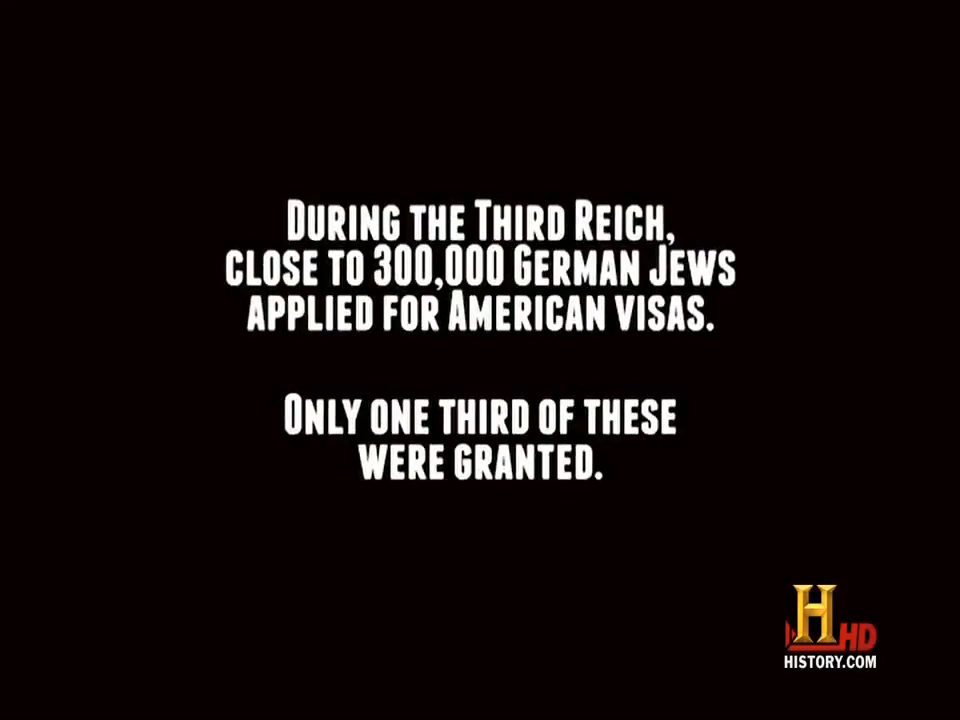 During the Third Reich,
close to 300,000 German Jews
applied for American visas.
Only one third of these
were granted.
H
HD
HISTORY.COM